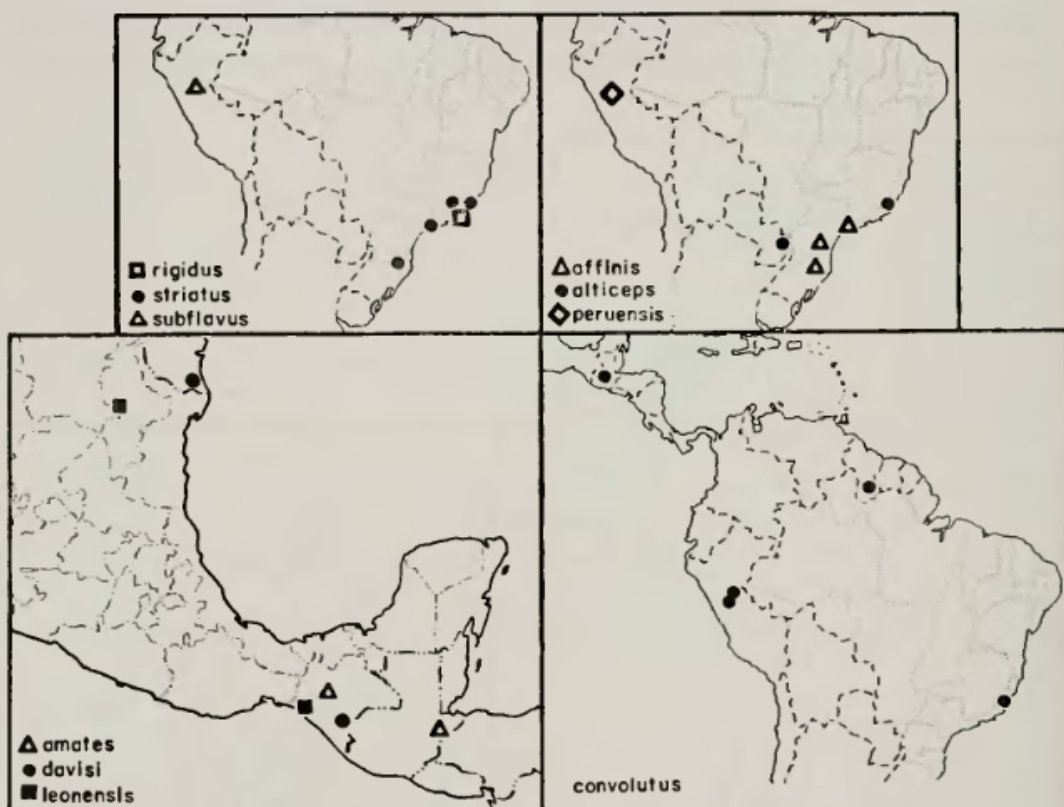 rigidus
striatus
subflavus
affinis
alticeps
peruensis
amates
davisi
leonensis
convolutus